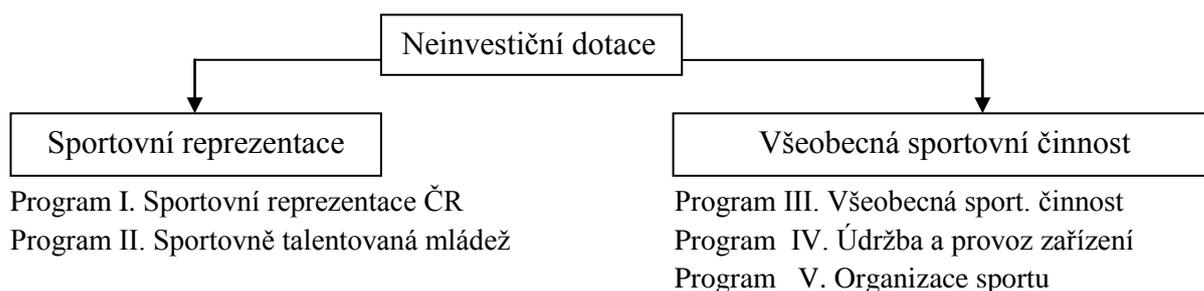 Neinvestiční dotace
Sportovní reprezentace
Program I. Sportovní reprezentace ČR
Program II. Sportovně talentovaná mládež
Všeobecná sportovní činnost
Program III. Všeobecná sport. činnost
Program IV. Údržba a provoz zařízení
Program V. Organizace sportu